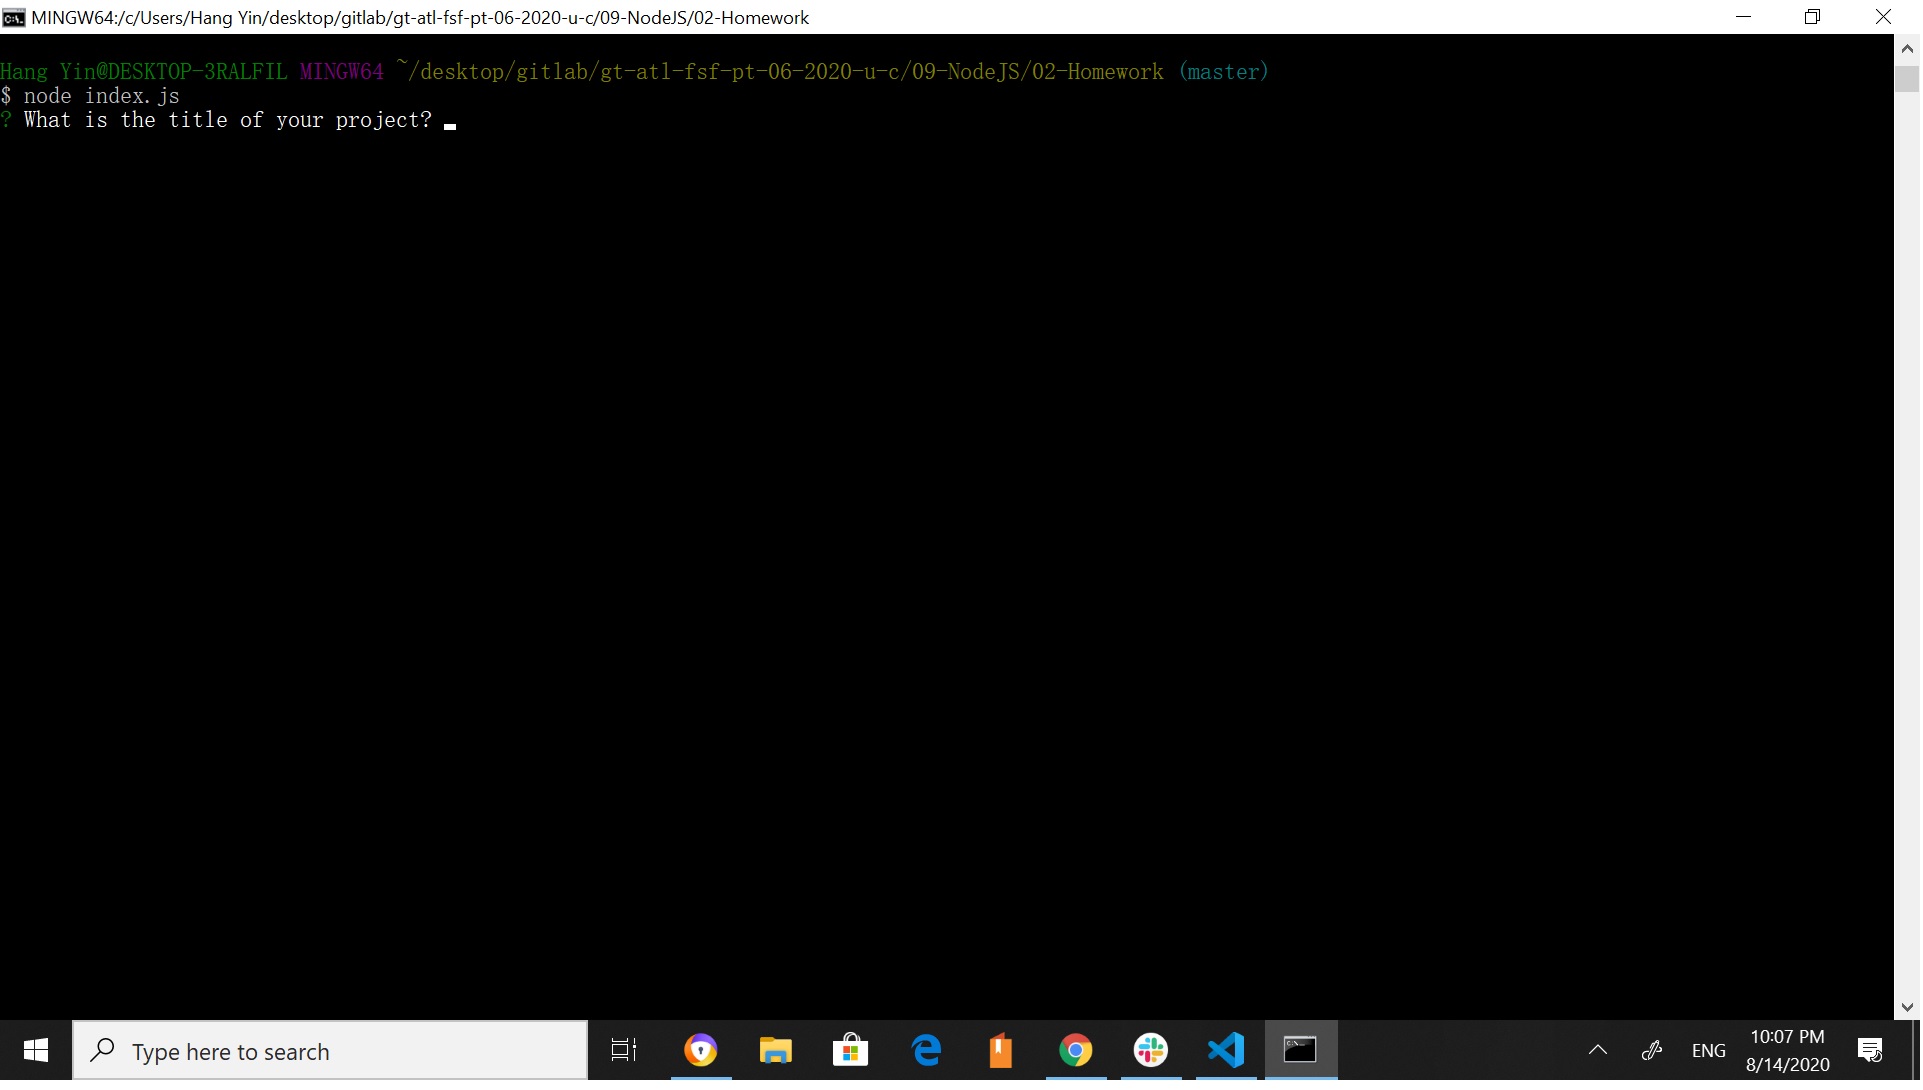 MINGW64:/c/Users/Hang Yin/desktop/gitlab/gt-atl-fsf-pt-06-2020-u-c/09-NodeJS/02-Homework
Hang Yin@DESKTOP-3RALFIL MINGW64 ~/desktop/gitlab/gt-atl-fsf-pt-06-2020-u-c/09-NodeJS/02-Homework (master)
$ node index.js
? What is the title of your project?
Type here to search
ENG
10:07 PM
8/14/2020